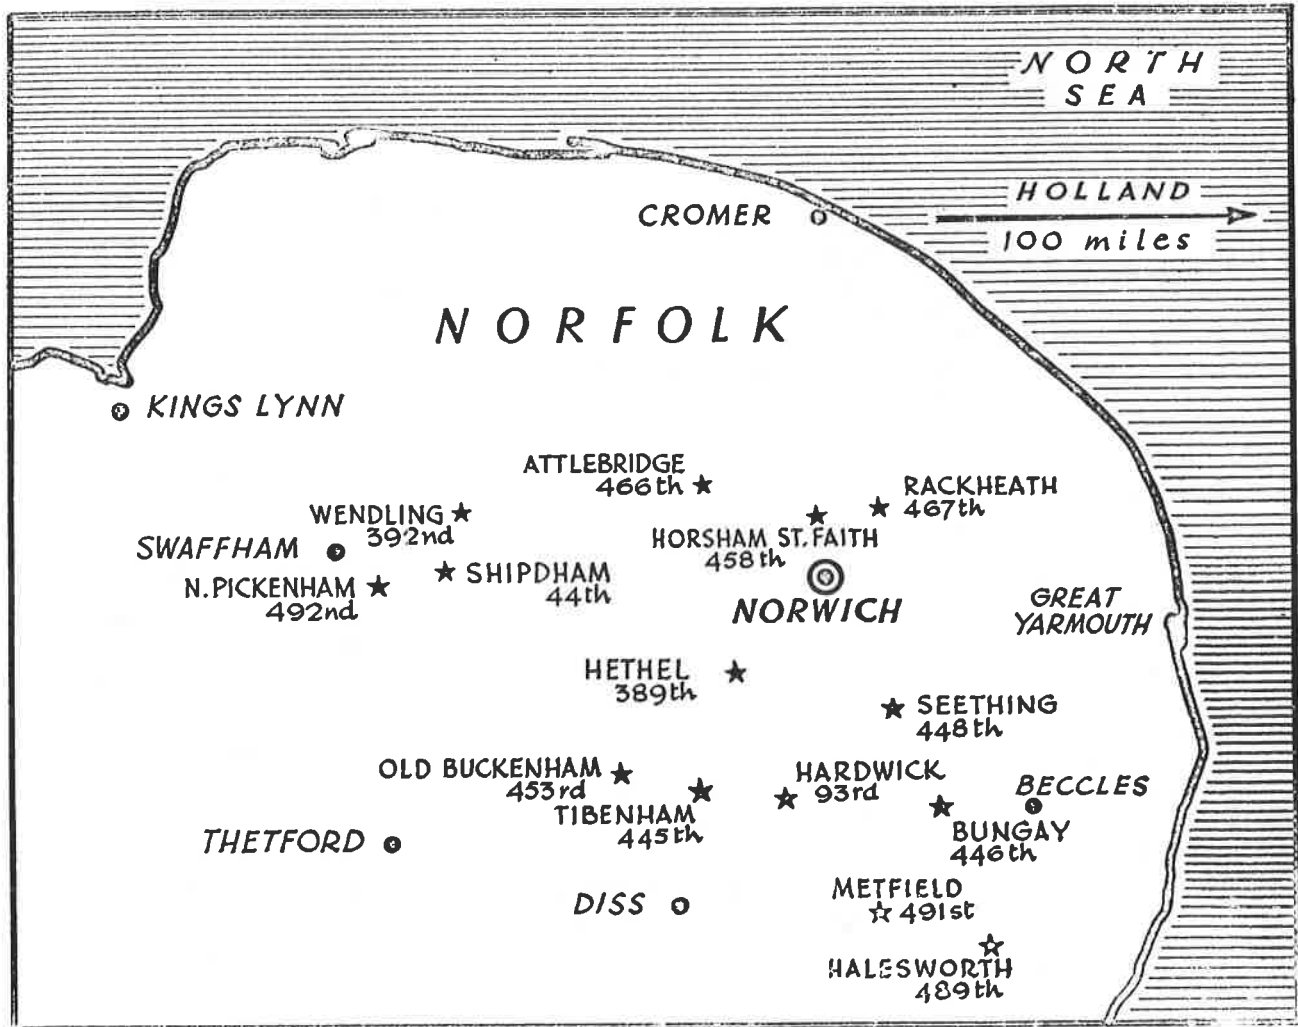 NORTH
SEA
HOLLAND
100 miles
CROMER
NORFOLK
KINGS LYNN
ATTLEBRIDGE
466th
RACKHEATH
467th
WENDLING
392nd
HORSHAM ST. FAITH
458th
SWAFFHAM
N. PICKENHAM
492nd
SHIPDHAM
44th
NORWICH
GREAT
YARMOUTH
HETHEL
389th
SEETHING
448th
OLD BUCKENHAM
453rd
TIBENHAM
445th
HARDWICK
93rd
BECCLES
BUNGAY
446th
THETFORD
DISS
METFIELD
491st
HALESWORTH
489th